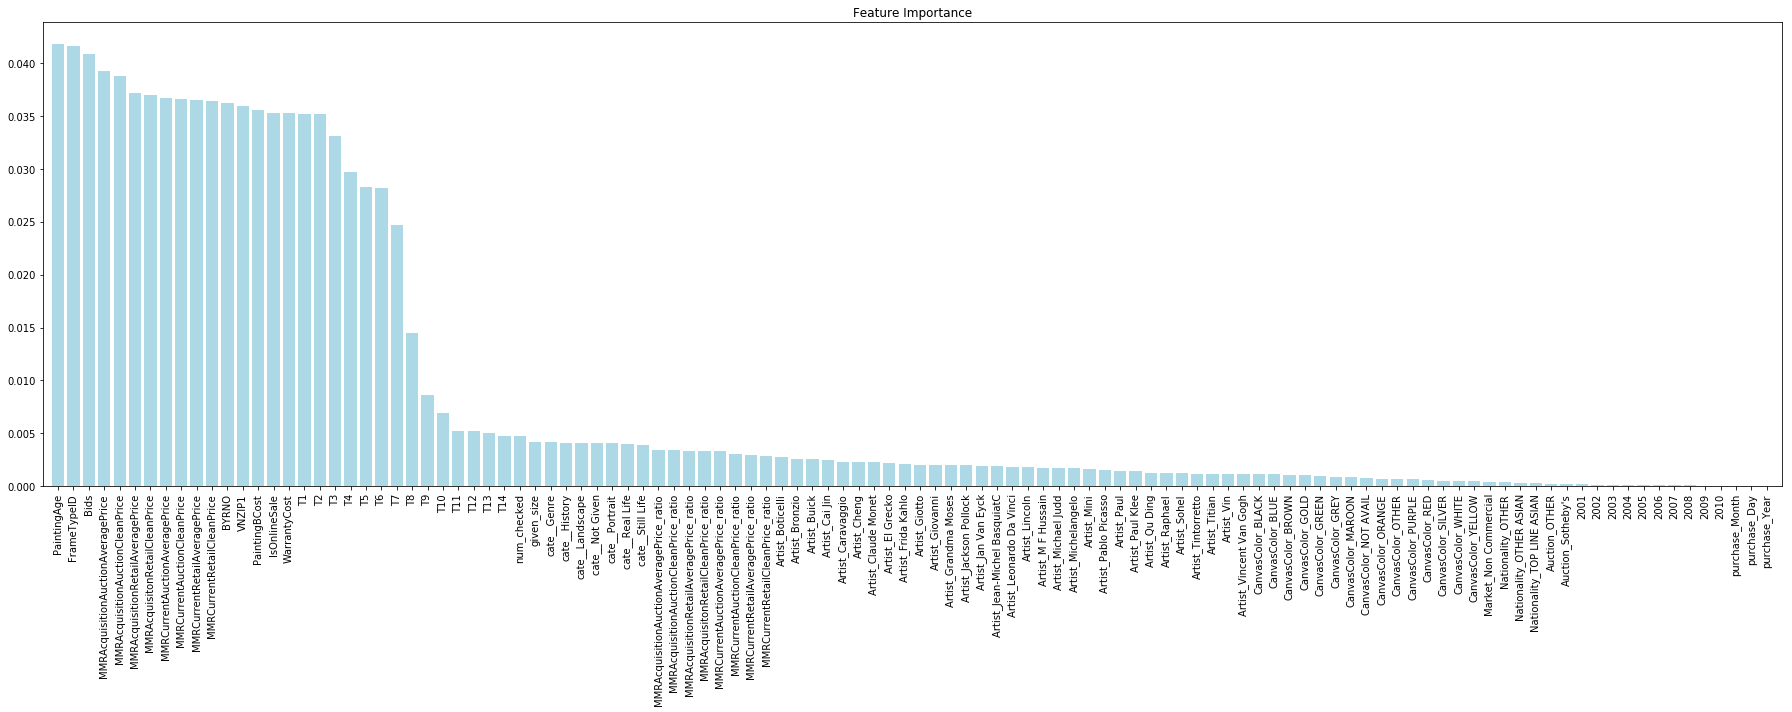 Feature Importance
0.040
0.035
0.030
0.025
0.020
0.015
0.010
0.005
0.000
PaintingAge
FrameTypeID
Bids
MMRAcquisitionAuctionAveragePrice
MMRAcquisitionAuctionCleanPrice
MMRAcquisitionRetailAveragePrice
MMRAcquisitonRetailCleanPrice
MMRCurrentAuctionAveragePrice
MMRCurrentAuctionCleanPrice
MMRCurrentRetailAveragePrice
MMRCurrentRetailCleanPrice
BYRNO
VNZIP1
PaintingBCost
IsOnlineSale
WarrantyCost
T1
T2
T3
T4
T5
T6
T7
T8
T9
T10
T11
T12
T13
T14
num_checked
given_size
cate__Genre
cate__History
cate__Landscape
cate__Not Given
cate__Portrait
cate__Real Life
cate__Still Life
MMRAcquisitionAuctionAveragePrice_ratio
MMRAcquisitionAuctionCleanPrice_ratio
MMRAcquisitionRetailAveragePrice_ratio
MMRAcquisitonRetailCleanPrice_ratio
MMRCurrentAuctionAveragePrice_ratio
MMRCurrentAuctionCleanPrice_ratio
MMRCurrentRetailAveragePrice_ratio
MMRCurrentRetailCleanPrice_ratio
Artist_Boticelli
Artist_Bronzio
Artist_Buick
Artist_Cai Jin
Artist_Caravaggio
Artist_Cheng
Artist_Claude Monet
Artist_El Grecko
Artist_Frida Kahlo
Artist_Giotto
Artist_Giovanni
Artist_Grandma Moses
Artist_Jackson Pollock
Artist_Jan Van Eyck
Artist_Jean-Michel BasquiatC
Artist_Leonardo Da Vinci
Artist_Lincoln
Artist_M F Hussain
Artist_Michael Judd
Artist_Michelangelo
Artist_Mini
Artist_Pablo Picasso
Artist_Paul
Artist_Paul Klee
Artist_Qu Ding
Artist_Raphael
Artist_Sohel
Artist_Tintorretto
Artist_Titian
Artist_Vin
Artist_Vincent Van Gogh
CanvasColor_BLACK
CanvasColor_BLUE
CanvasColor_BROWN
CanvasColor_GOLD
CanvasColor_GREEN
CanvasColor_GREY
CanvasColor_MAROON
CanvasColor_NOT AVAIL
CanvasColor_ORANGE
CanvasColor_OTHER
CanvasColor_PURPLE
CanvasColor_RED
CanvasColor_SILVER
CanvasColor_WHITE
CanvasColor_YELLOW
Market_Non Commercial
Nationality_OTHER
Nationality_OTHER ASIAN
Nationality_TOP LINE ASIAN
Auction_OTHER
Auction_Sotheby's
2001
2002
2003
2004
2005
2006
2007
2008
2009
2010
purchase_Month
purchase_Day
purchase_Year